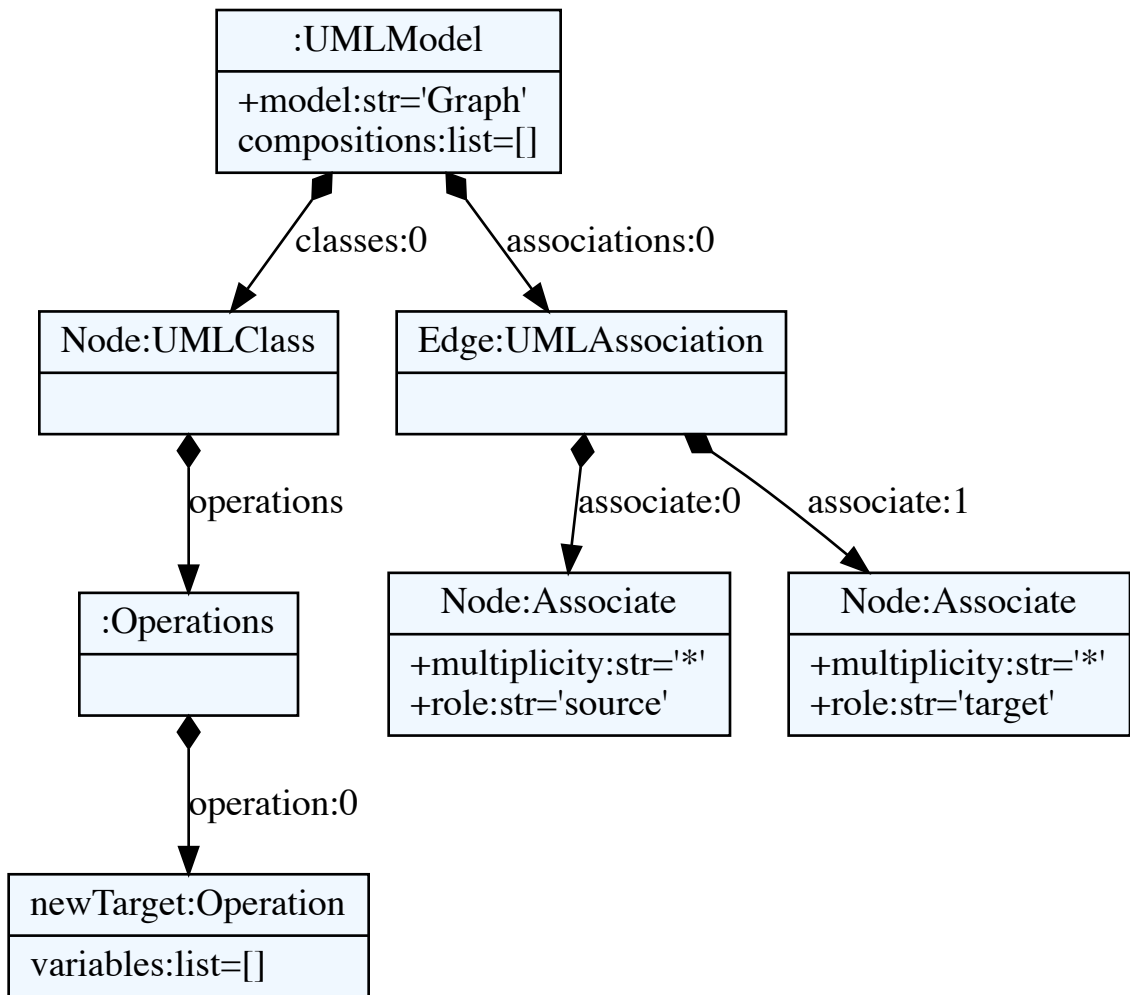 :UMLModel
+model:str='Graph'
compositions:list=[]
classes:0
associations:0
Node:UMLClass
Edge:UMLAssociation
operations
associate:0
associate:1
:Operations
Node:Associate
+multiplicity:str='*'
+role:str='source'
Node:Associate
+multiplicity:str='*'
+role:str='target'
operation:0
newTarget:Operation
variables:list=[]